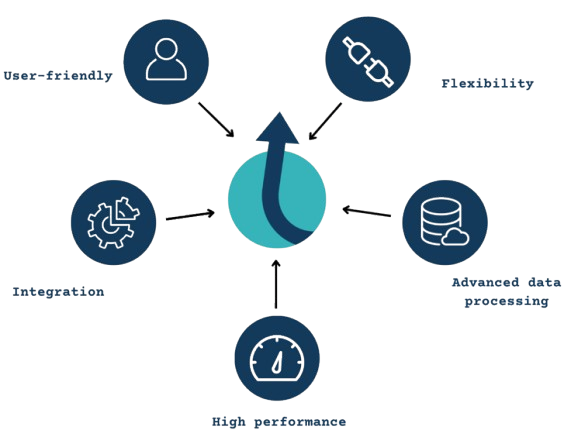 User-friendly
Flexibility
Integration
Advanced data
processing
High performance